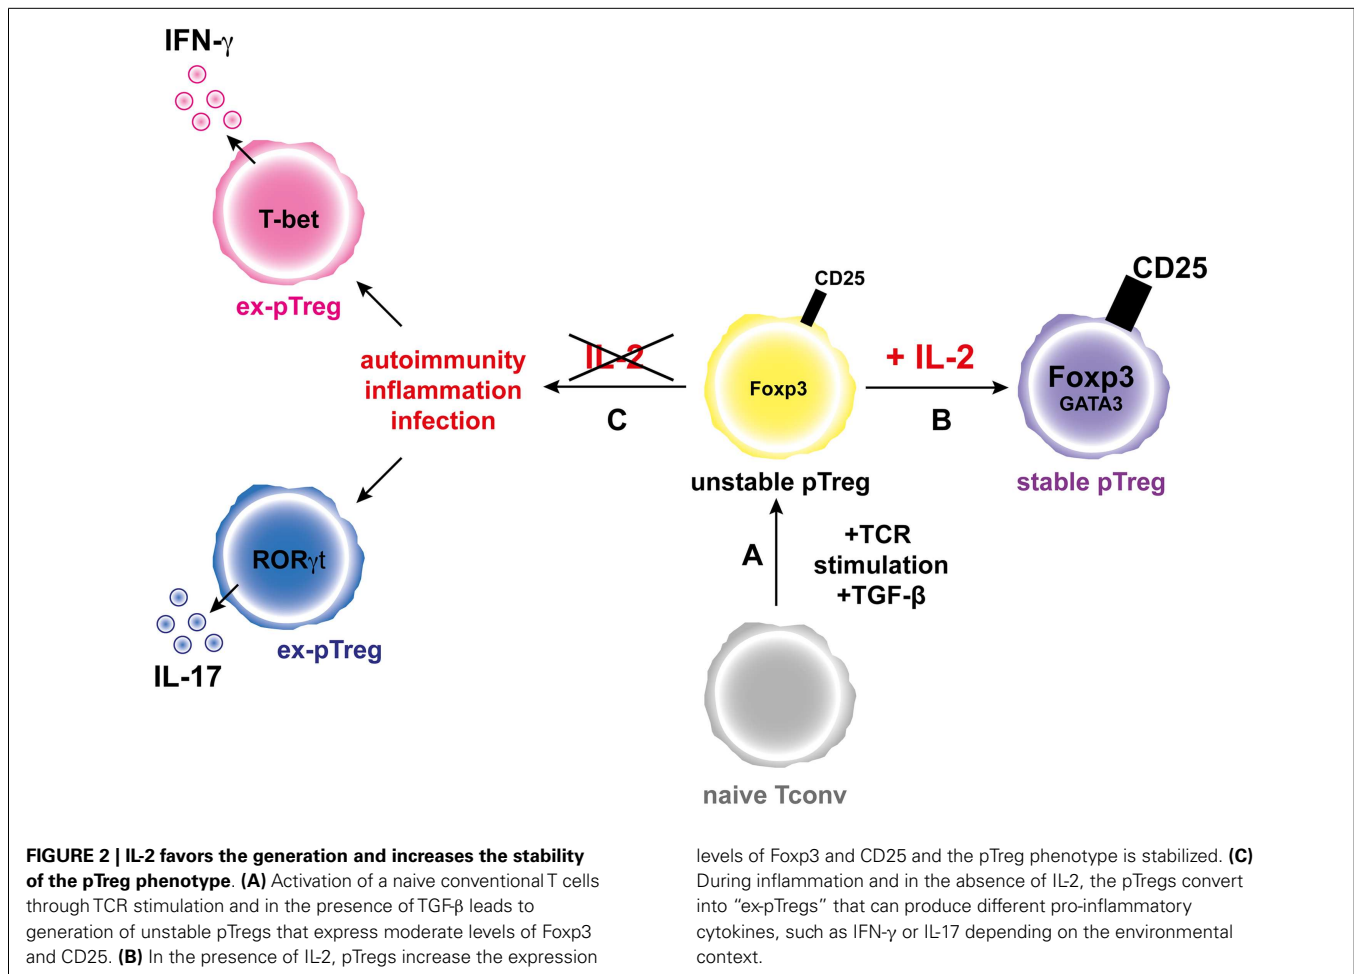 IFN-γ
T-bet
ex-pTreg
autoimmunity
inflammation
infection
RORγt
ex-pTreg
IL-17
IL-2
C
CD25
Foxp3
unstable pTreg
+ IL-2
B
CD25
Foxp3
GATA3
stable pTreg
A
+TCR
stimulation
+TGF-β
naive Tconv
FIGURE 2 | IL-2 favors the generation and increases the stability
of the pTreg phenotype. (A) Activation of a naive conventional T cells
through TCR stimulation and in the presence of TGF-β leads to
generation of unstable pTregs that express moderate levels of Foxp3
and CD25. (B) In the presence of IL-2, pTregs increase the expression
levels of Foxp3 and CD25 and the pTreg phenotype is stabilized. (C)
During inflammation and in the absence of IL-2, the pTregs convert
into “ex-pTregs” that can produce different pro-inflammatory
cytokines, such as IFN-γ or IL-17 depending on the environmental
context.